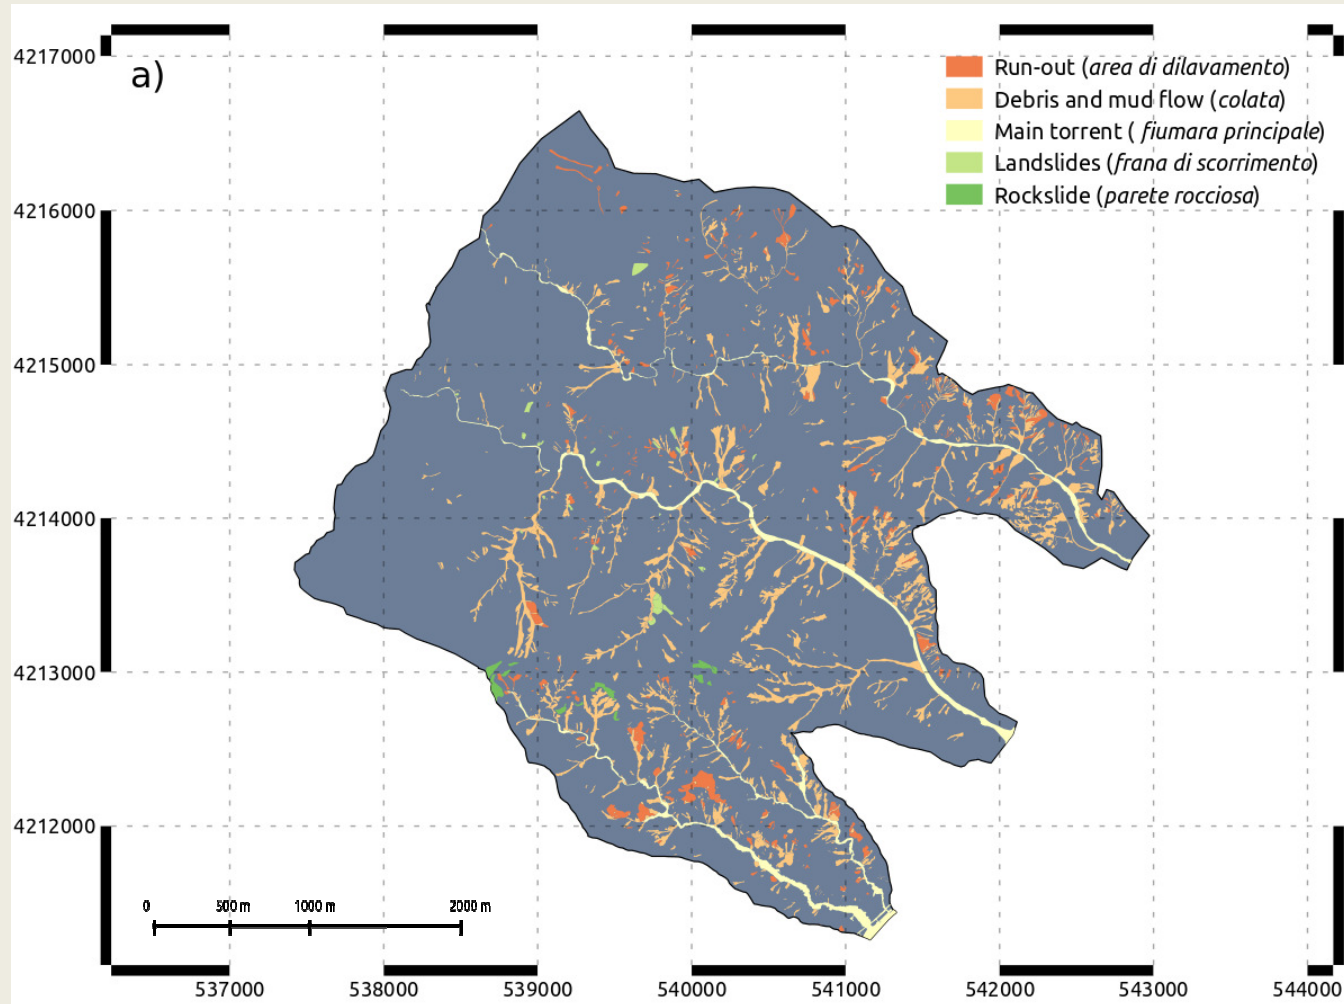 4217000
a)
Run-out (area di dilavamento)
Debris and mud flow (colata)
Main torrent ( fiumara principale)
Landslides (frana di scorrimento)
Rockslide (parete rocciosa)
4216000
4215000
4214000
4213000
4212000
0 500 m 1000 m 2000 m
537000 538000 539000 540000 541000 542000 543000 544000